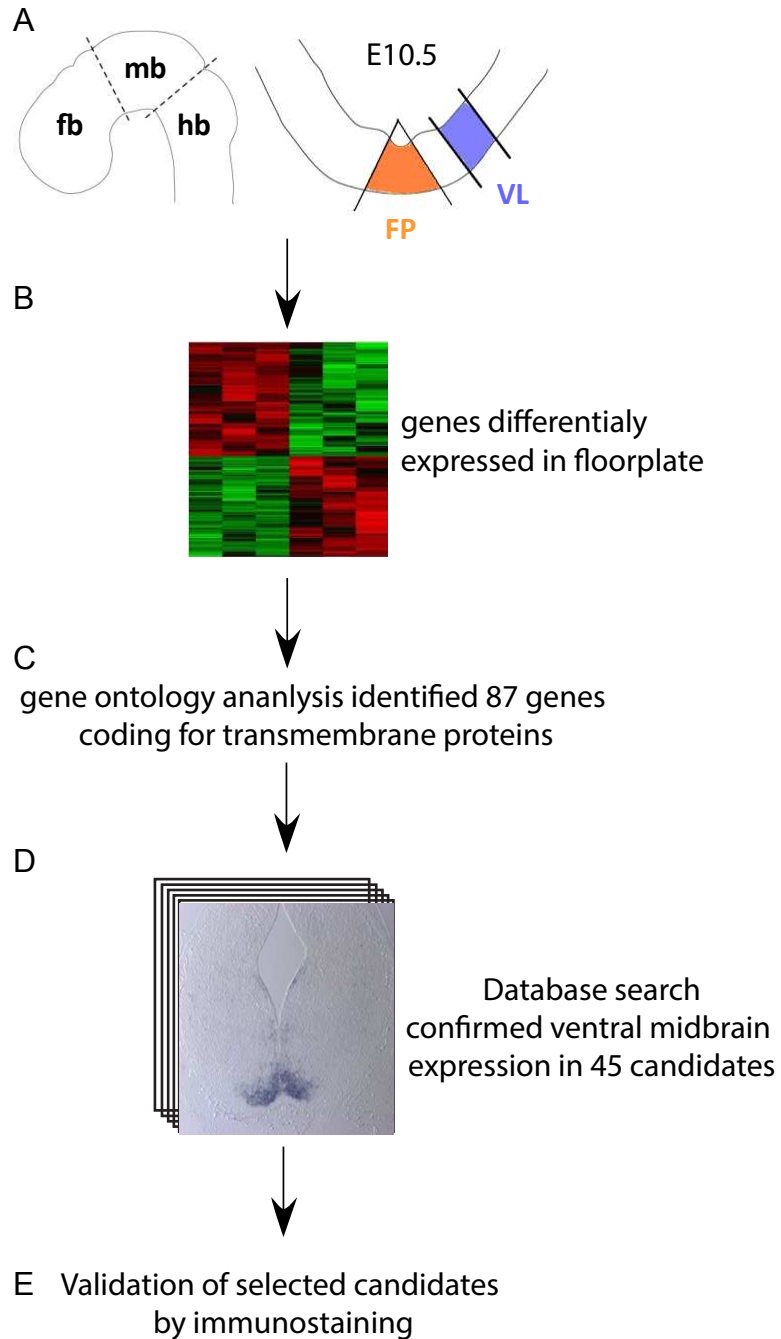 A
fb
mb
hb
E10.5
FP
VL
B
genes differentialy
expressed in floorplate
C
gene ontology ananlysis identified 87 genes
coding for transmembrane proteins
D
Database search
confirmed ventral midbrain
expression in 45 candidates
E Validation of selected candidates
by immunostaining